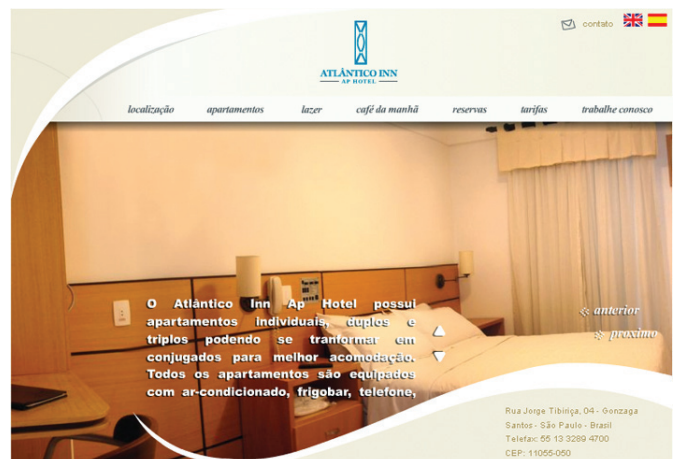 contato
ATLÂNTICO INN
AP HOTEL
localização apartamentos lazer café da manhã reservas tarifas trabalhe conosco
O Atlântico Inn Ap Hotel possui
apartamentos individuais, duplos e
triplos podendo se tranformar em
conjugados para melhor acomodação.
Todos os apartamentos são equipados
com ar-condicionado, frigobar, telefone,
« anterior
» proximo
Rua Jorge Tibiriça, 04 - Gonzaga
Santos - São Paulo - Brasil
Telefax: 55 13 3289 4700
CEP: 11055-050